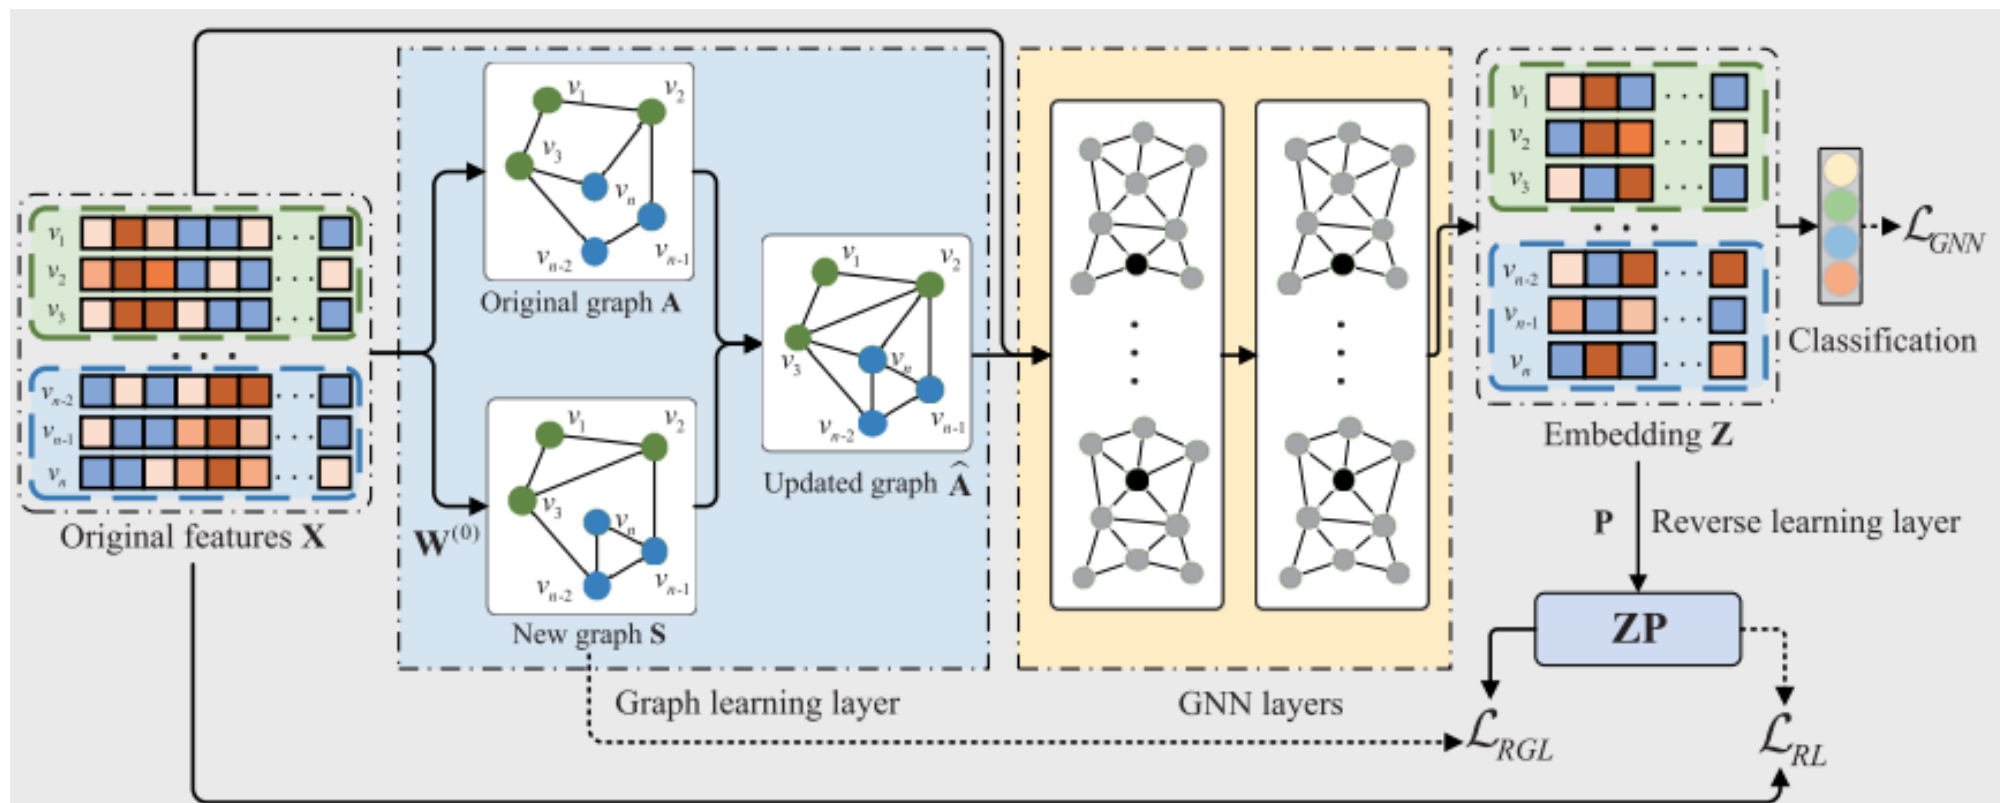 v1
v2
v3
. . .
vn-2
vn-1
vn
Original features X
W(0)
v1
v2
v3
vn
vn-1
vn-2
Original graph A
v1
v2
v3
vn
vn-1
vn-2
New graph S
v1
v2
v3
vn
vn-1
vn-2
Updated graph Â
Graph learning layer
GNN layers
v1
v2
v3
. . .
vn-2
vn-1
vn
Embedding Z
Classification
ℒGNN
P
Reverse learning layer
ZP
ℒRGL
ℒRL